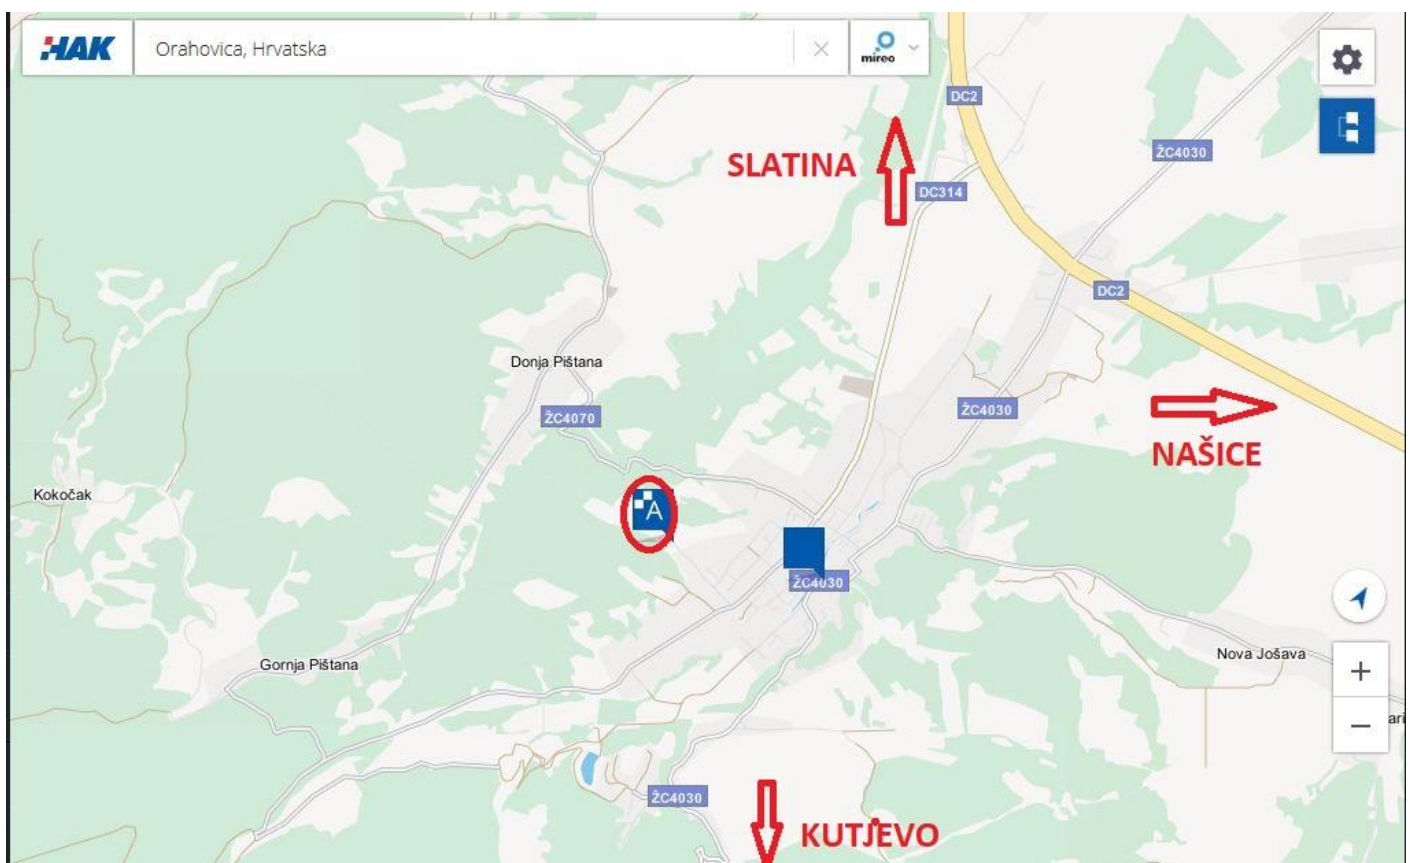 HAK
Orahovica, Hrvatska
mireo
DC2
ŽC4030
SLATINA
DC314
DC2
Donja Pištana
ŽC4070
ŽC4030
NAŠICE
Kokočak
A
ŽC4030
Nova Jošava
Gornja Pištana
+
−
ari
ŽC4030
KUTJEVO